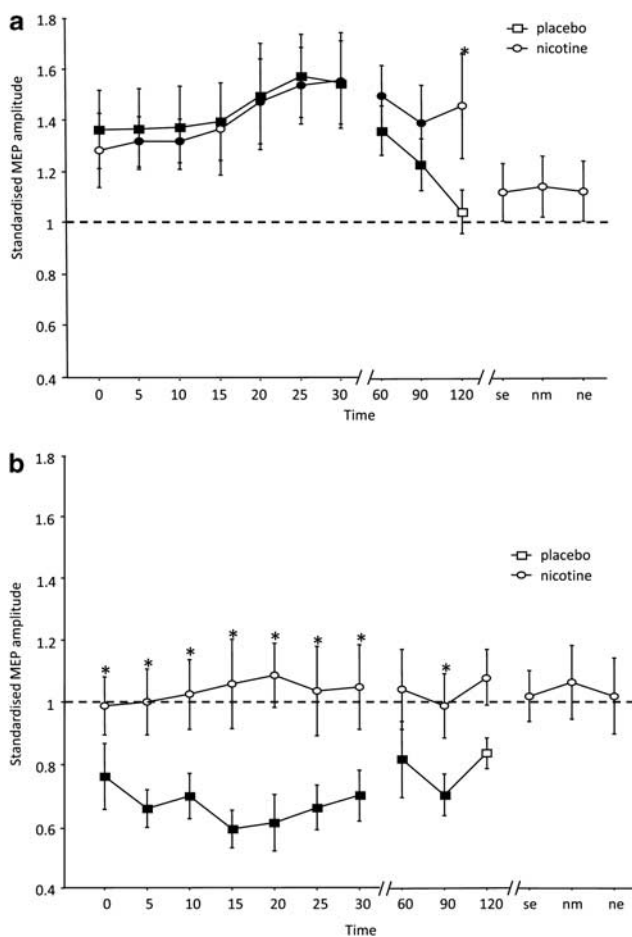 a
placebo
nicotine
Standardised MEP amplitude
1.8
1.6
1.4
1.2
1
0.8
0.6
0.4
*
0 5 10 15 20 25 30 60 90 120 se nm ne
Time
b
placebo
nicotine
Standardised MEP amplitude
1.8
1.6
1.4
1.2
1
0.8
0.6
0.4
* * * * * * * *
0 5 10 15 20 25 30 60 90 120 se nm ne
Time